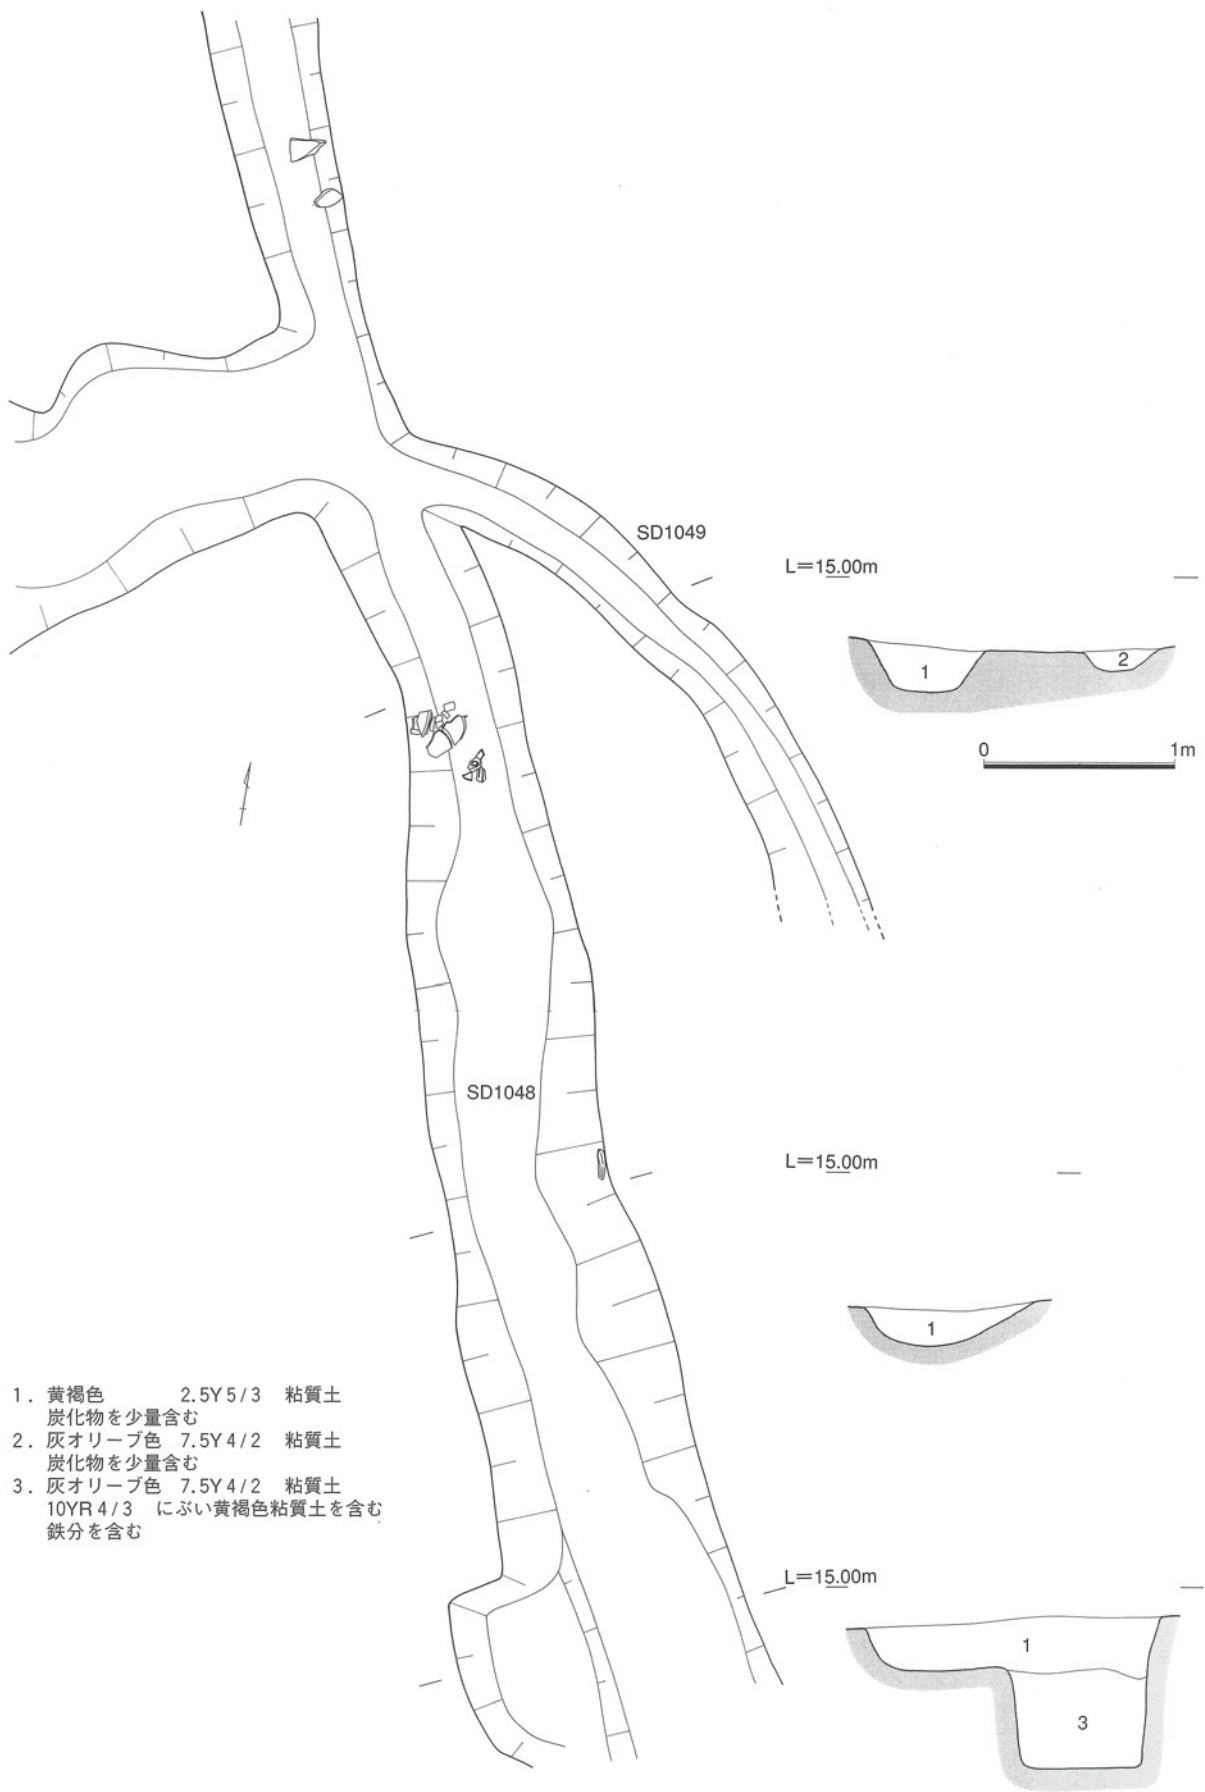 SD1049
L=15.00m
1
2
0 1m
SD1048
L=15.00m
1
1. 黄褐色 2.5Y 5/3 粘質土
炭化物を少量含む
2. 灰オリーブ色 7.5Y 4/2 粘質土
炭化物を少量含む
3. 灰オリーブ色 7.5Y 4/2 粘質土
10YR 4/3 にぶい黄褐色粘質土を含む
鉄分を含む
L=15.00m
1
3